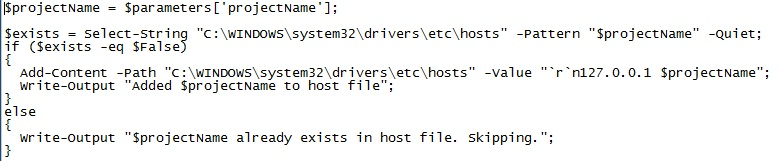 $projectName = $parameters['projectName'];
$exists = Select-String "C:\WINDOWS\system32\drivers\etc\hosts" -Pattern "$projectName" -Quiet;
if ($exists -eq $False)
{
  Add-Content -Path "C:\WINDOWS\system32\drivers\etc\hosts" -Value "`r`n127.0.0.1 $projectName";
  Write-Output "Added $projectName to host file";
}
else
{
  Write-Output "$projectName already exists in host file. Skipping.";
}